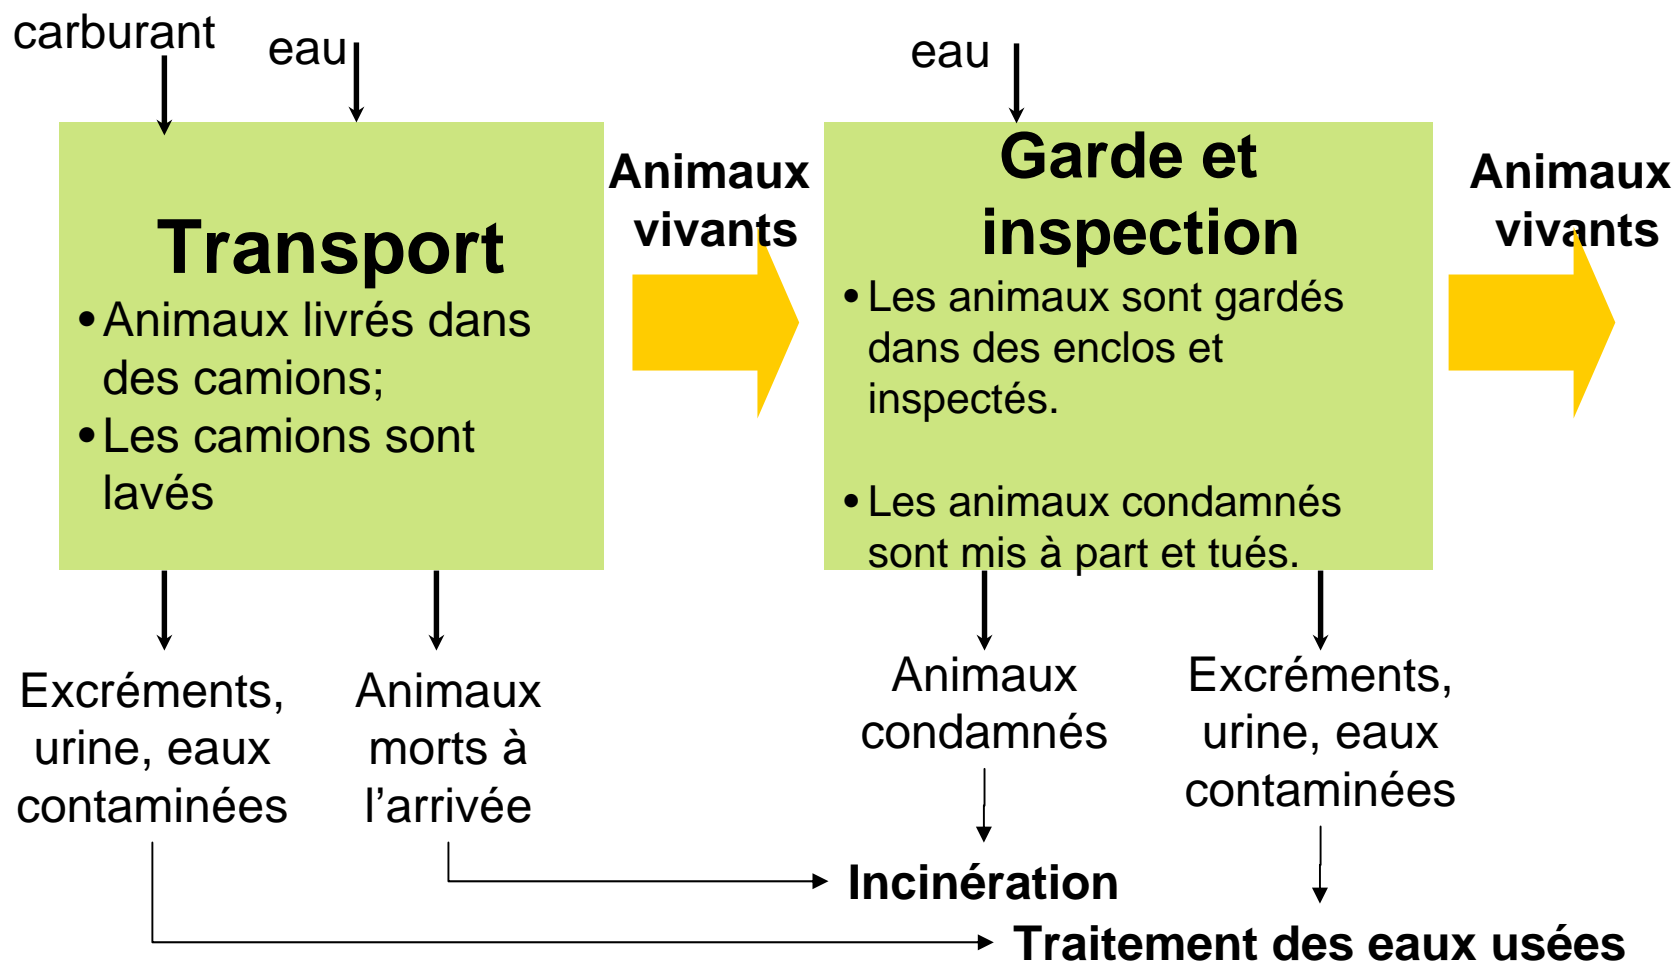 carburant
eau
eau
Transport
•Animaux livrés dans
des camions;
•Les camions sont
lavés
Animaux
vivants
Garde et
inspection
•Les animaux sont gardés
dans des enclos et
inspectés.
•Les animaux condamnés
sont mis à part et tués.
Animaux
vivants
Excréments,
urine, eaux
contaminées
Animaux
morts à
l’arrivée
Animaux
condamnés
Excréments,
urine, eaux
contaminées
Incinération
Traitement des eaux usées